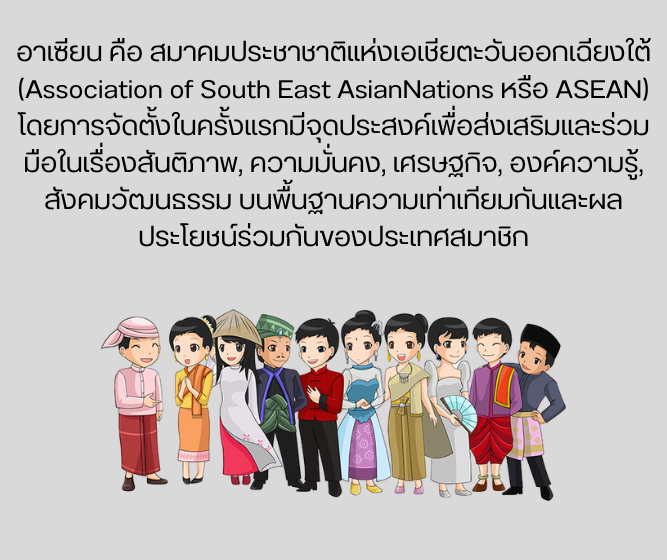 อาเซียน คือ สมาคมประชาชาติแห่งเอเชียตะวันออกเฉียงใต้
(Association of South East AsianNations หรือ ASEAN)
โดยการจัดตั้งในครั้งแรกมีจุดประสงค์เพื่อส่งเสริมและร่วม
มือในเรื่องสันติภาพ, ความมั่นคง, เศรษฐกิจ, องค์ความรู้,
สังคมวัฒนธรรม บนพื้นฐานความเท่าเทียมกันและผล
ประโยชน์ร่วมกันของประเทศสมาชิก